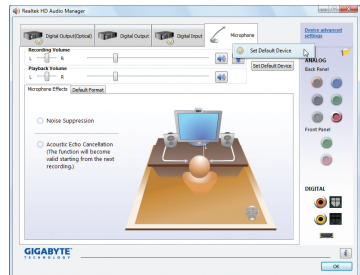 Realtek HD Audio Manager
Digital Output(Optical)
Digital Output
Digital Input
Microphone
Device advanced
settings
Set Default Device
Recording Volume
L
R
Set Default Device
Playback Volume
L
R
ANALOG
Back Panel
Microphone Effects
Default Format
Noise Suppression
Acoustic Echo Cancellation
(The function will become
valid starting from the next
recording.)
Front Panel
DIGITAL
GIGABYTE
TECHNOLOGY
OK